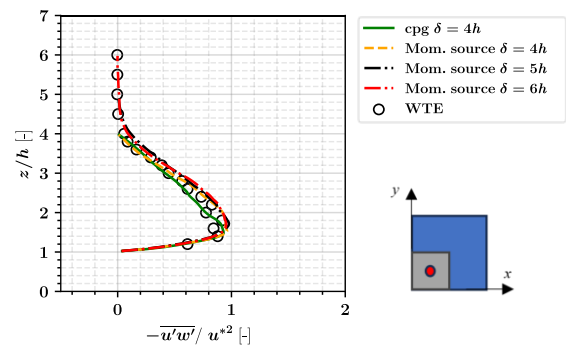 7
6
5
4
3
2
1
0
z/h [-]
0 1 2
−u′w′/ u*² [-]
cpg δ = 4h
Mom. source δ = 4h
Mom. source δ = 5h
Mom. source δ = 6h
WTE
y
x